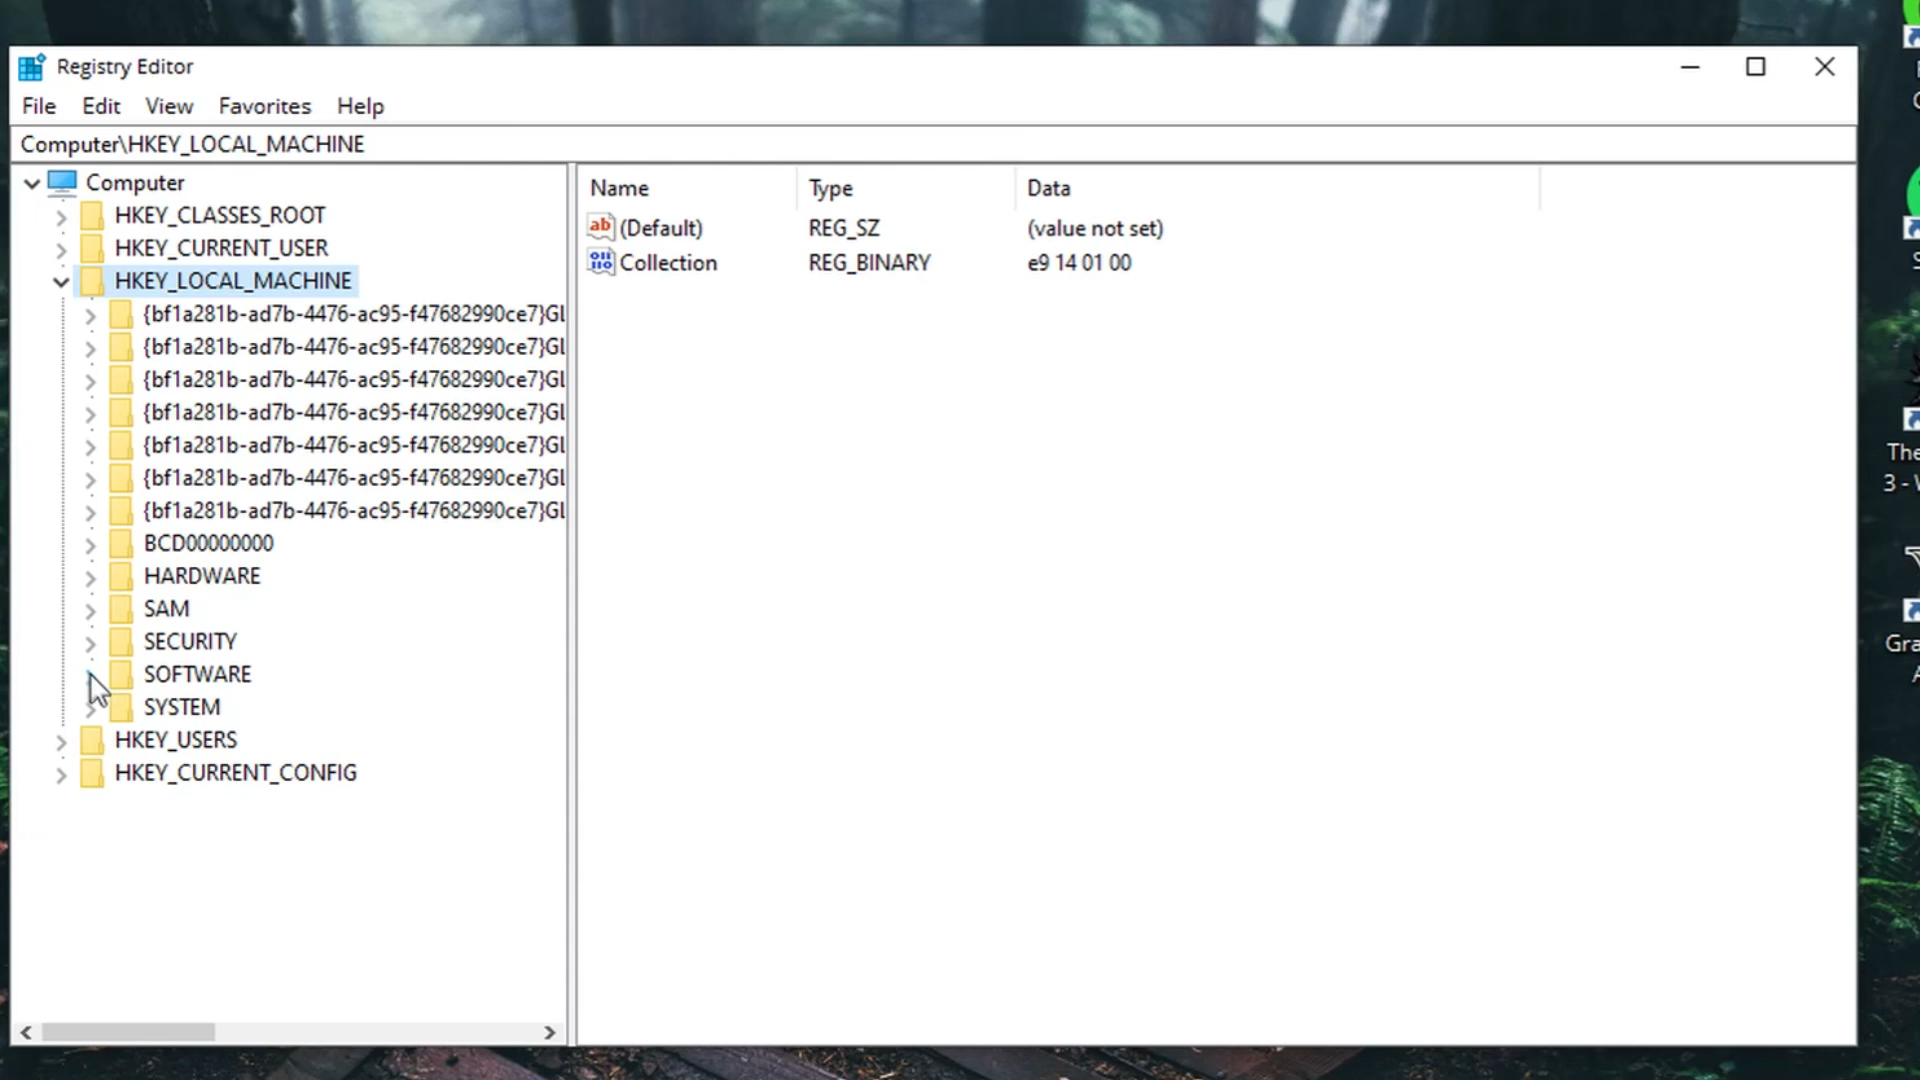 Registry Editor
File Edit View Favorites Help
Computer\HKEY_LOCAL_MACHINE
Computer
HKEY_CLASSES_ROOT
HKEY_CURRENT_USER
HKEY_LOCAL_MACHINE
{bf1a281b-ad7b-4476-ac95-f47682990ce7}GL
{bf1a281b-ad7b-4476-ac95-f47682990ce7}GL
{bf1a281b-ad7b-4476-ac95-f47682990ce7}GL
{bf1a281b-ad7b-4476-ac95-f47682990ce7}GL
{bf1a281b-ad7b-4476-ac95-f47682990ce7}GL
{bf1a281b-ad7b-4476-ac95-f47682990ce7}GL
{bf1a281b-ad7b-4476-ac95-f47682990ce7}GL
BCD00000000
HARDWARE
SAM
SECURITY
SOFTWARE
SYSTEM
HKEY_USERS
HKEY_CURRENT_CONFIG
Name Type Data
(Default) REG_SZ (value not set)
Collection REG_BINARY e9 14 01 00
The
3 -
Gra